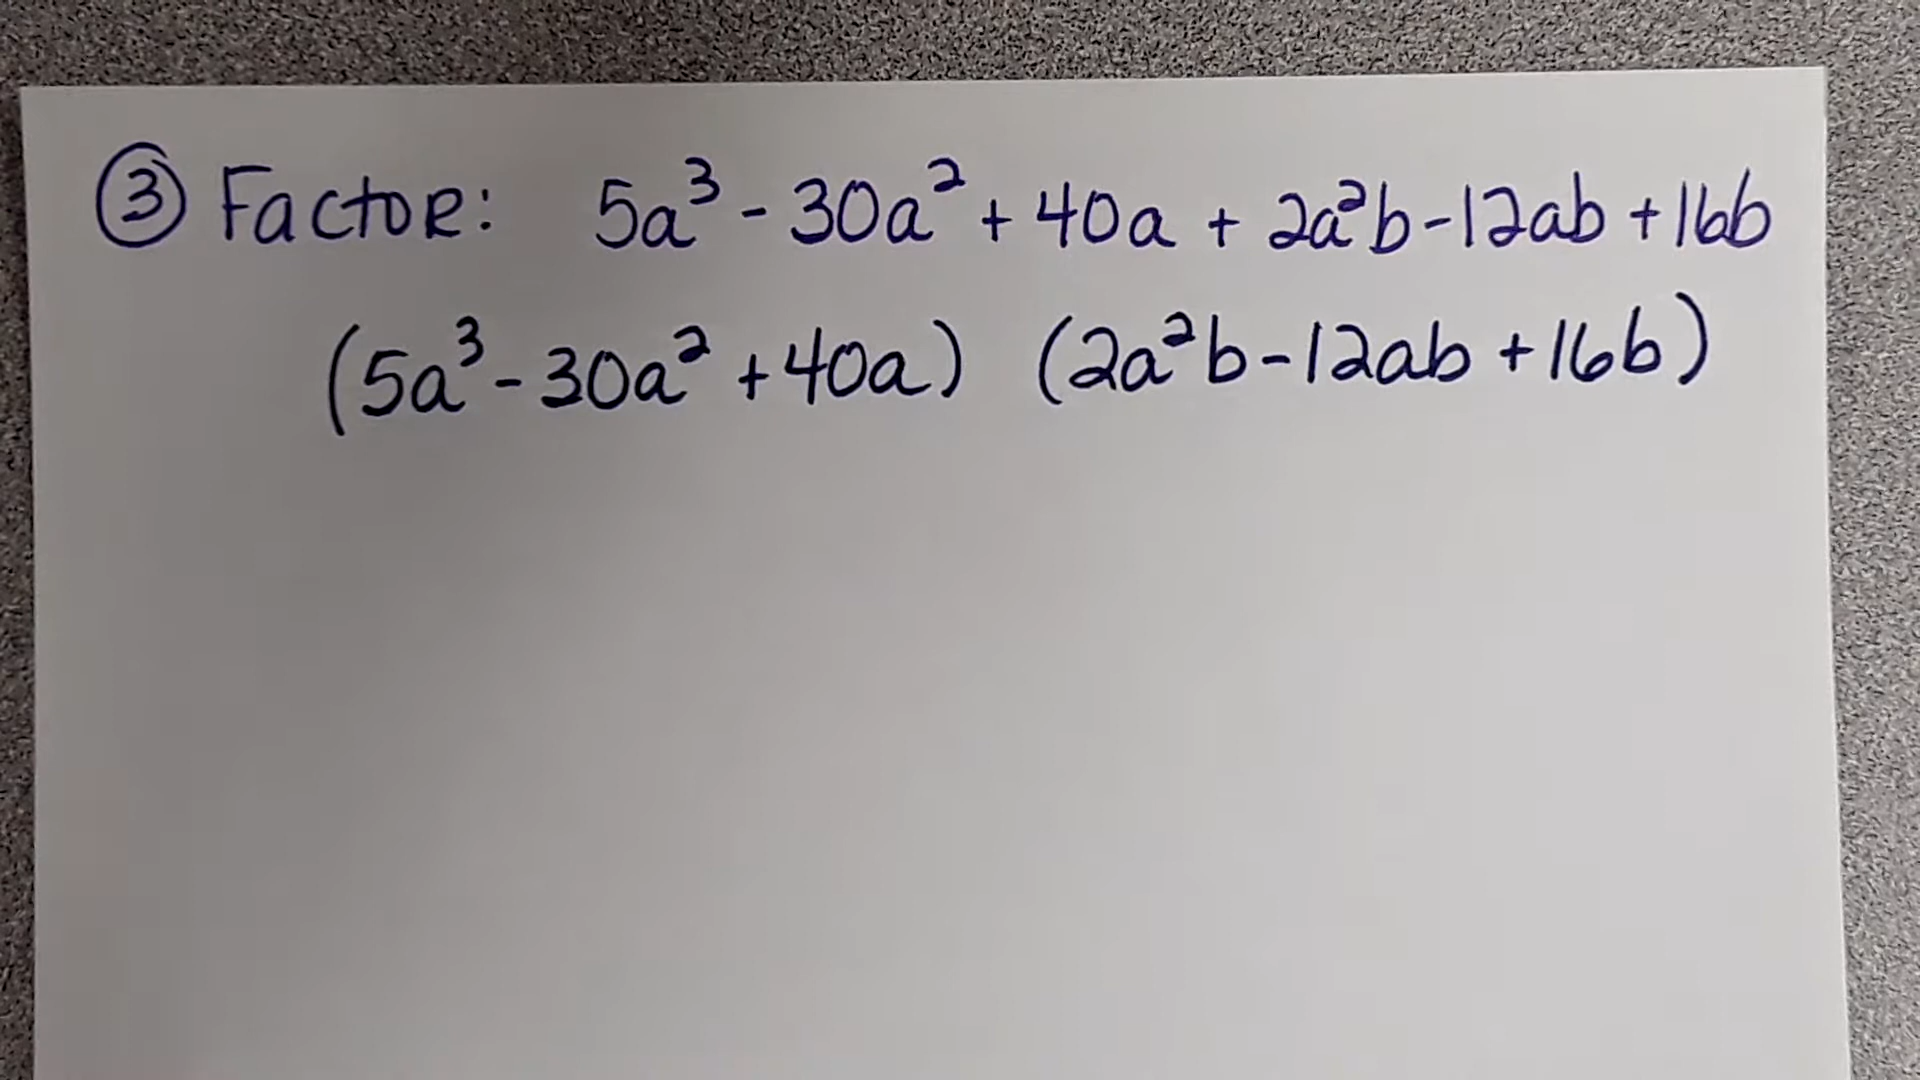 ③ Factor: 5a³ - 30a² + 40a + 2a²b - 12ab + 16b
(5a³ - 30a² + 40a) (2a²b - 12ab + 16b)